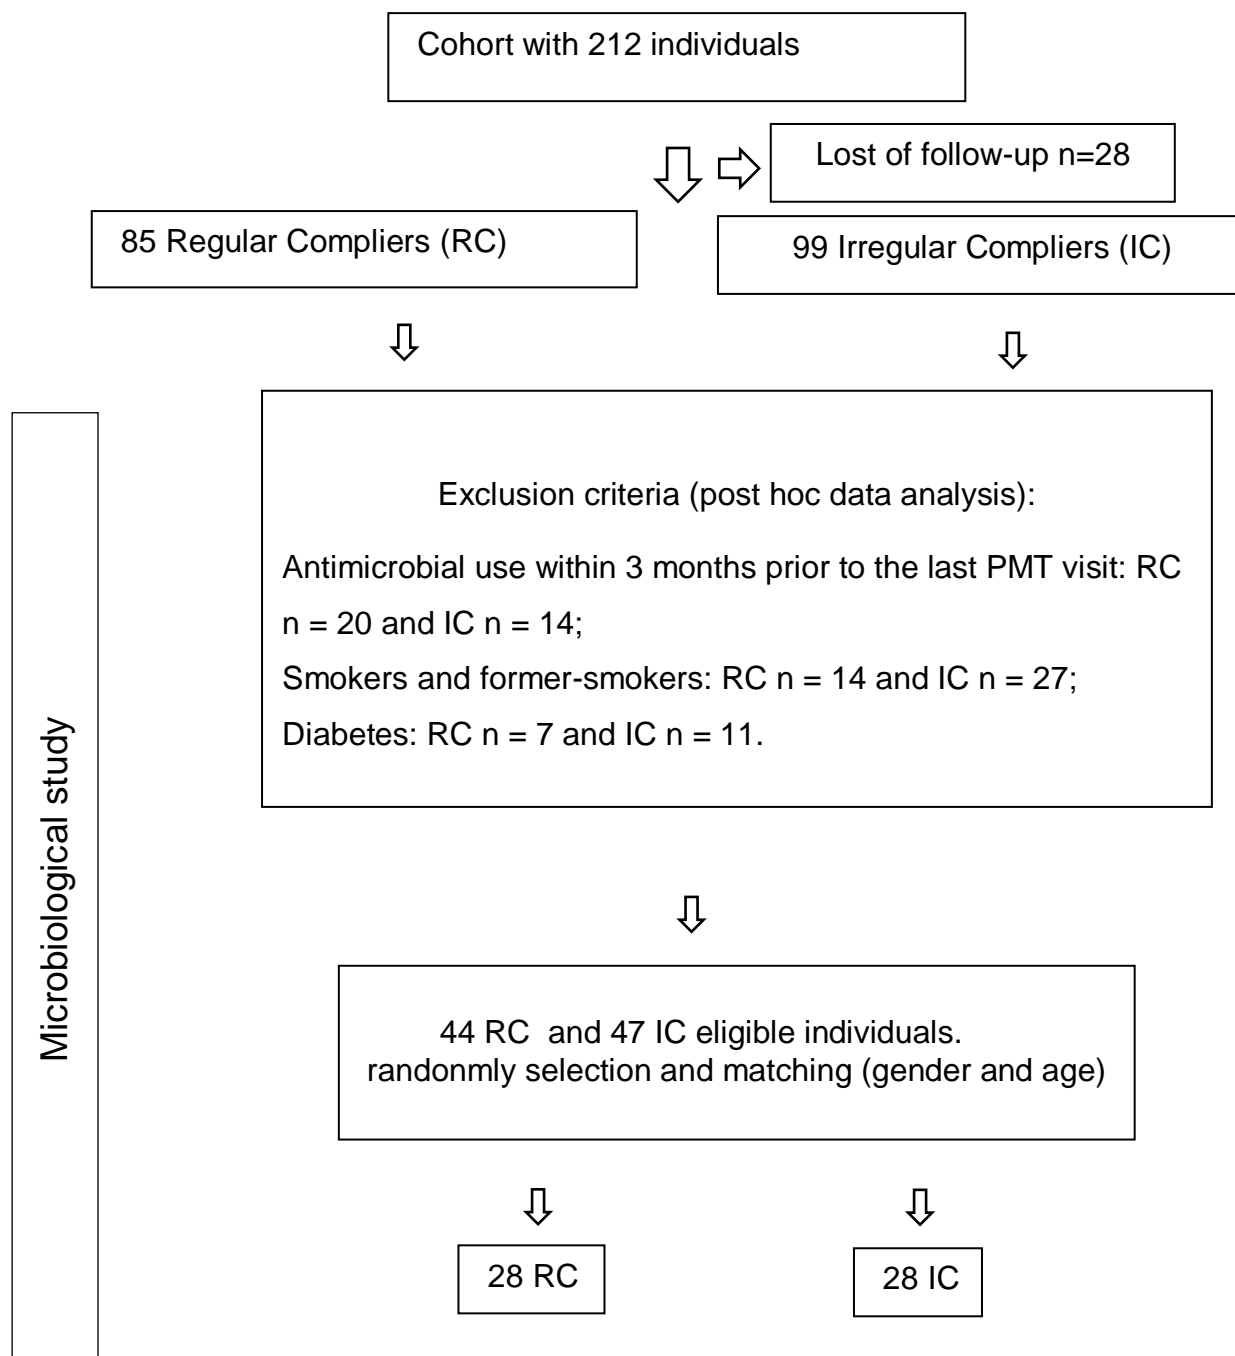 Cohort with 212 individuals
Lost of follow-up n=28
85 Regular Compliers (RC)
99 Irregular Compliers (IC)
Microbiological study
Exclusion criteria (post hoc data analysis):
Antimicrobial use within 3 months prior to the last PMT visit: RC
n = 20 and IC n = 14;
Smokers and former-smokers: RC n = 14 and IC n = 27;
Diabetes: RC n = 7 and IC n = 11.
44 RC and 47 IC eligible individuals.
randonmly selection and matching (gender and age)
28 RC
28 IC